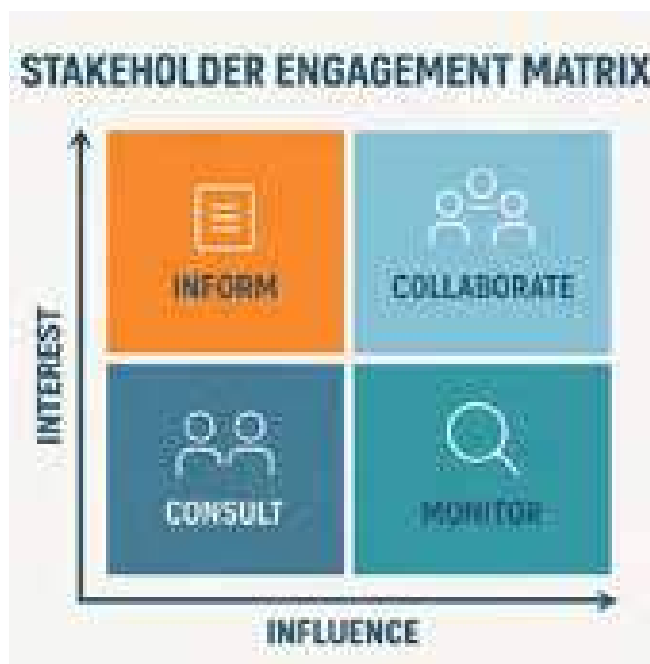 STAKEHOLDER ENGAGEMENT MATRIX
INFORM
COLLABORATE
INTEREST
CONSULT
MONITOR
INFLUENCE